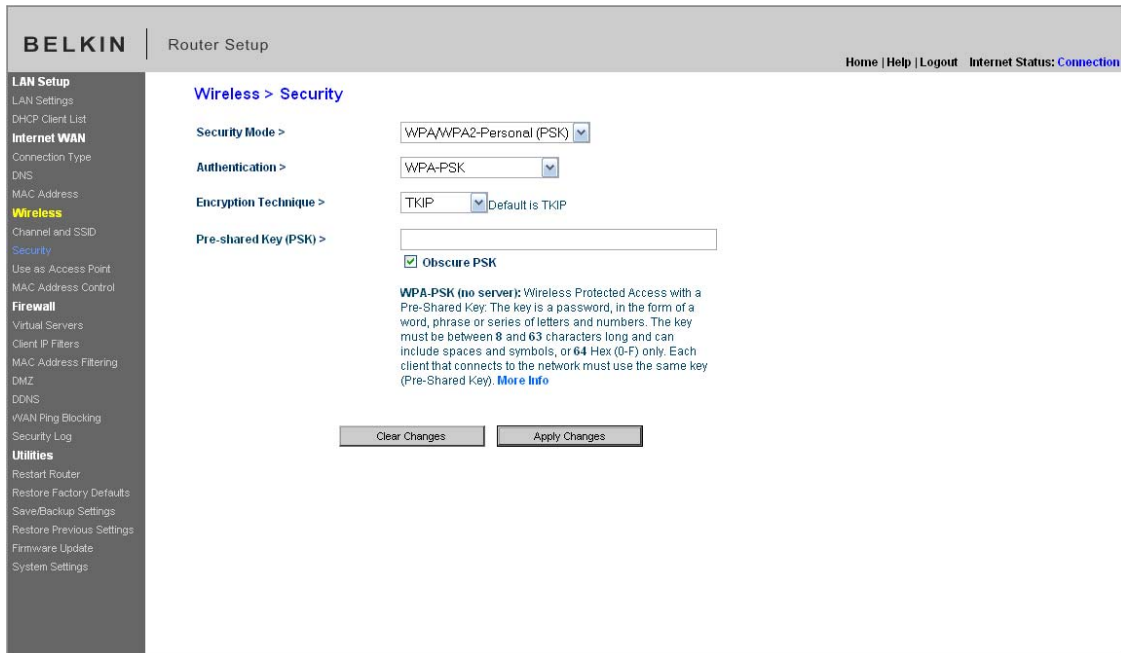 BELKIN
Router Setup
Home | Help | Logout Internet Status: Connection
LAN Setup
LAN Settings
DHCP Client List
Internet WAN
Connection Type
DNS
MAC Address
Wireless
Channel and SSID
Security
Use as Access Point
MAC Address Control
Firewall
Virtual Servers
Client IP Filters
MAC Address Filtering
DMZ
DDNS
WAN Ping Blocking
Security Log
Utilities
Restart Router
Restore Factory Defaults
Save/Backup Settings
Restore Previous Settings
Firmware Update
System Settings
Wireless > Security
Security Mode > WPA/WPA2-Personal (PSK)
Authentication > WPA-PSK
Encryption Technique > TKIP Default is TKIP
Pre-shared Key (PSK) >
Obscure PSK
WPA-PSK (no server): Wireless Protected Access with a
Pre-Shared Key: The key is a password, in the form of a
word, phrase or series of letters and numbers. The key
must be between 8 and 63 characters long and can
include spaces and symbols, or 64 Hex (0-F) only. Each
client that connects to the network must use the same key
(Pre-Shared Key). More Info
Clear Changes Apply Changes